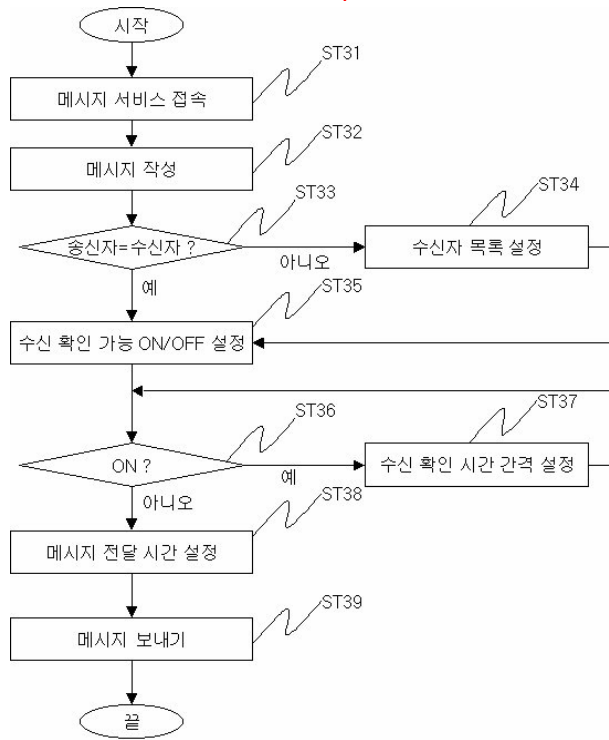 시작
ST31
메시지 서비스 접속
ST32
메시지 작성
ST33
ST34
송신자=수신자 ?
수신자 목록 설정
아니오
예
ST35
수신 확인 가능 ON/OFF 설정
ST36
ST37
ON ?
수신 확인 시간 간격 설정
예
아니오
ST38
메시지 전달 시간 설정
ST39
메시지 보내기
끝